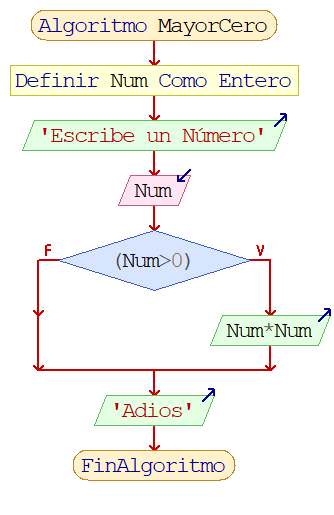 Algoritmo MayorCero
Definir Num Como Entero
'Escribe un Número'
Num
F
(Num>0)
V
Num*Num
'Adios'
FinAlgoritmo